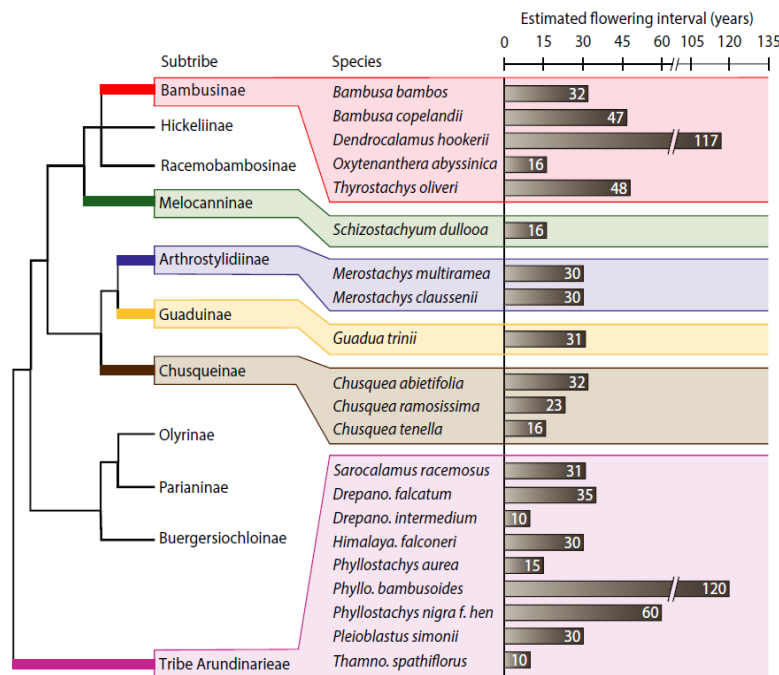 Estimated flowering interval (years)
Subtribe Species 0 15 30 45 60 105 120 135
Bambusinae
Bambusa bambos 32
Bambusa copelandii 47
Hickeliinae
Dendrocalamus hookerii 117
Racemobambosinae
Oxytenanthera abyssinica 16
Thyrostachys oliveri 48
Melocanninae
Schizostachyum dullooa 16
Arthrostylidiinae
Merostachys multiramea 30
Merostachys claussenii 30
Guaduinae
Guadua trinii 31
Chusqueinae
Chusquea abietifolia 32
Chusquea ramosissima 23
Chusquea tenella 16
Olyrinae
Sarocalamus racemosus 31
Parianinae
Drepano. falcatum 35
Drepano. intermedium 10
Buergersiochloinae
Himalaya. falconeri 30
Phyllostachys aurea 15
Phyllo. bambusoides 120
Phyllostachys nigra f. hen 60
Pleioblastus simonii 30
Tribe Arundinarieae
Thamno. spathiflorus 10